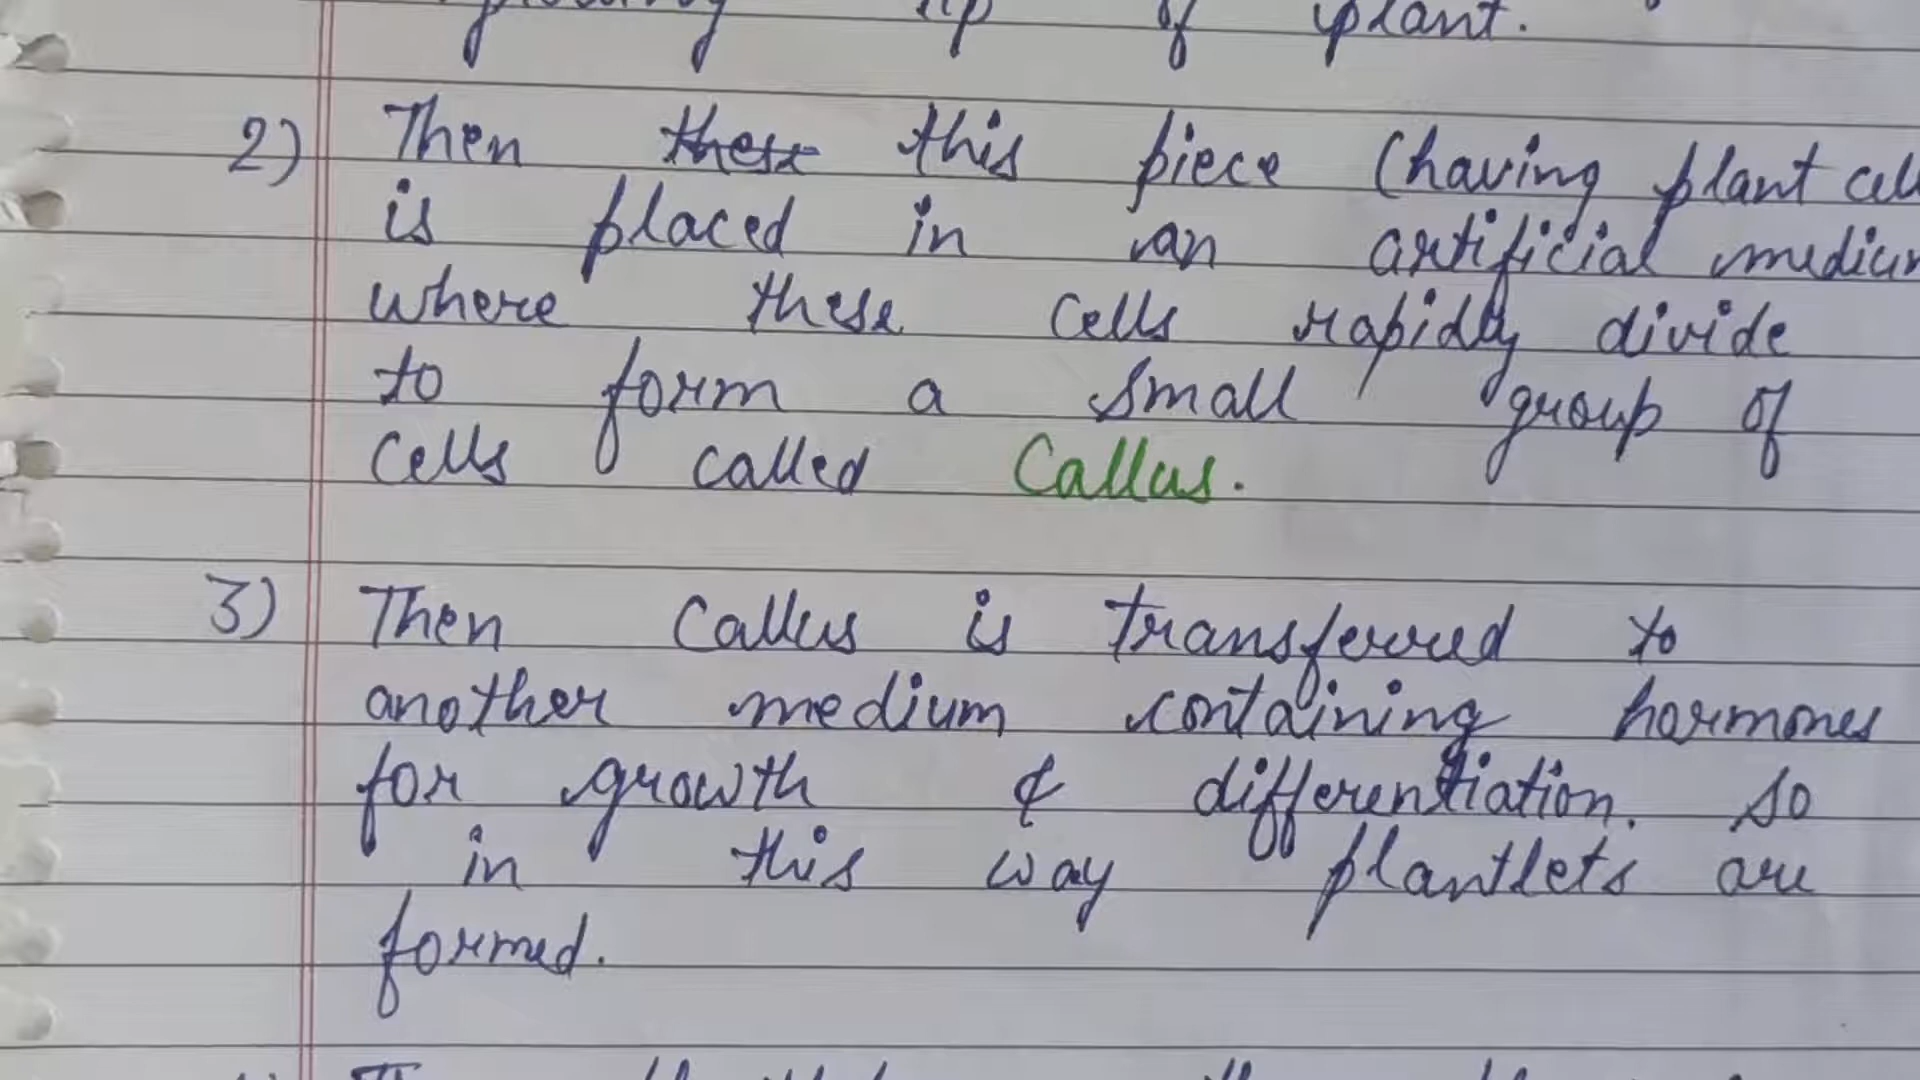 tip of plant.
2) Then these this piece (having plant cell
is placed in an artificial medium
where these cells rapidly divide
to form a small group of
cells called Callus.
3) Then Callus is transferred to
another medium containing hormones
for growth & differentiation. So
in this way plantlets are
formed.